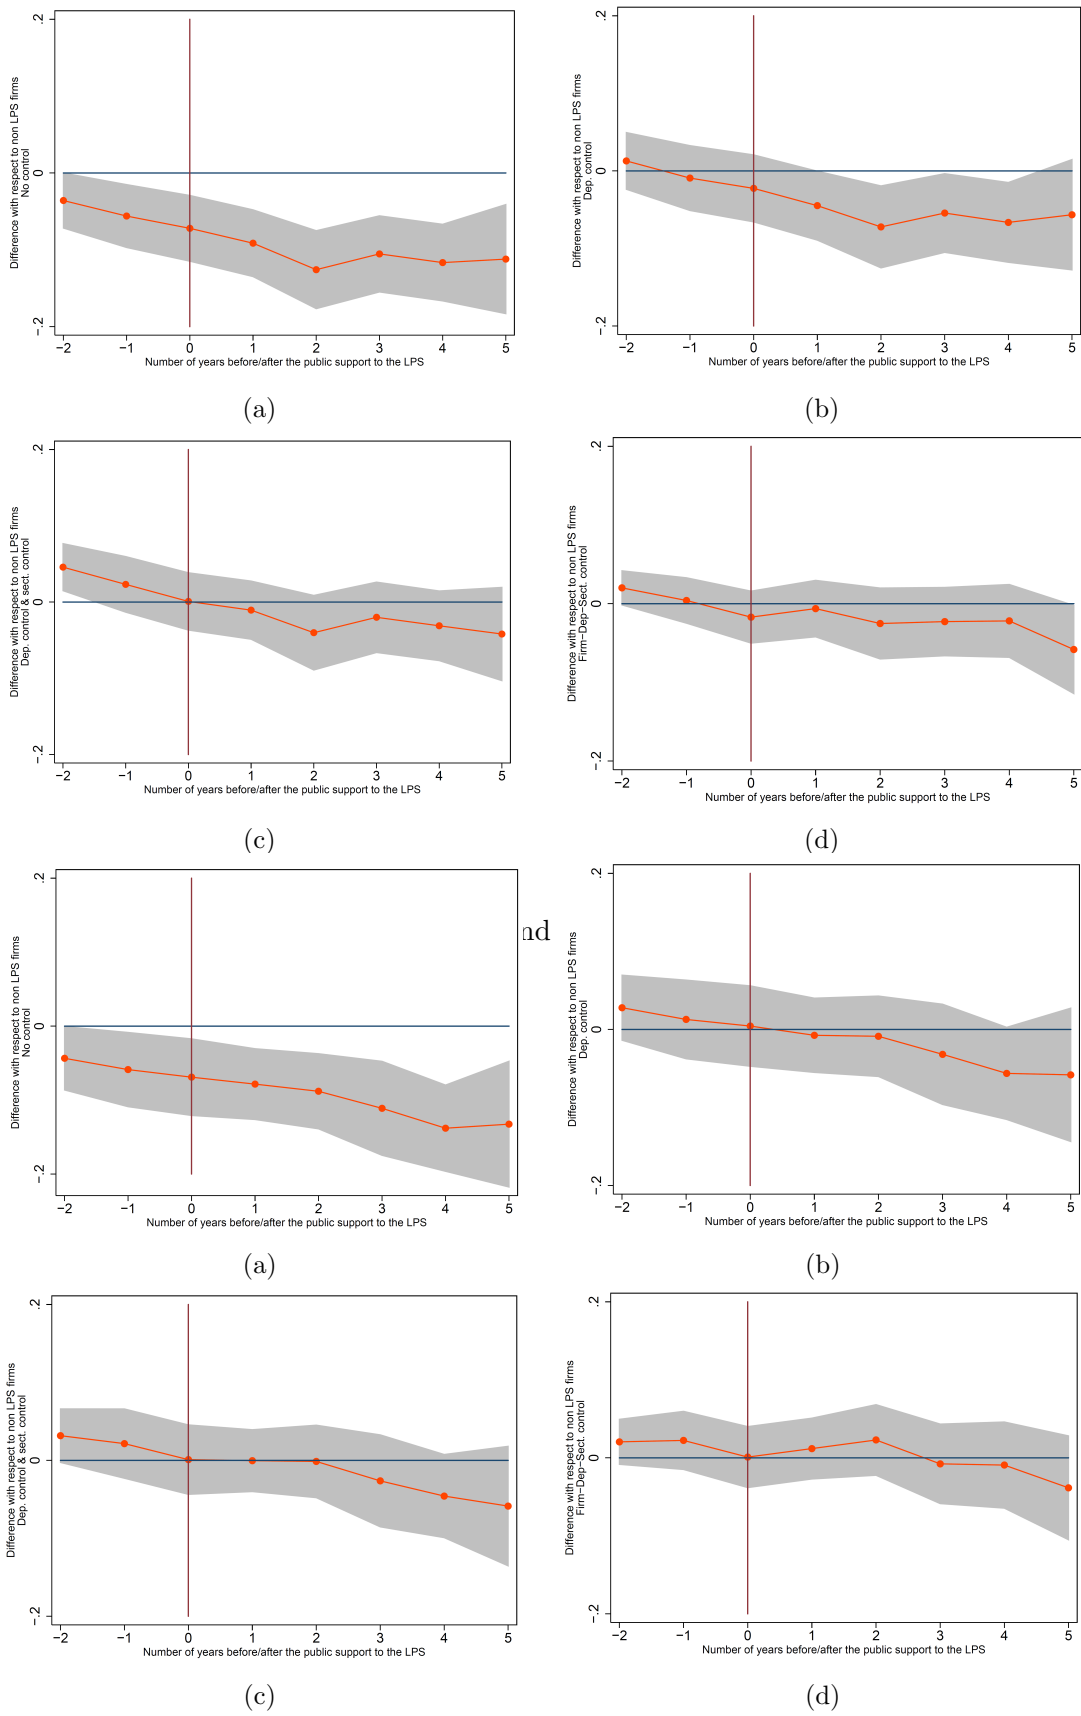 Difference with respect to non LPS firms
No control
.2
0
−.2
−2 −1 0 1 2 3 4 5
Number of years before/after the public support to the LPS
(a)
Difference with respect to non LPS firms
Dep. control
.2
0
−.2
−2 −1 0 1 2 3 4 5
Number of years before/after the public support to the LPS
(b)
Difference with respect to non LPS firms
Dep. control & sect. control
.2
0
−.2
−2 −1 0 1 2 3 4 5
Number of years before/after the public support to the LPS
(c)
Difference with respect to non LPS firms
Firm−Dep−Sect. control
.2
0
−.2
−2 −1 0 1 2 3 4 5
Number of years before/after the public support to the LPS
(d)
Difference with respect to non LPS firms
No control
.2
0
−.2
−2 −1 0 1 2 3 4 5
Number of years before/after the public support to the LPS
(a)
Difference with respect to non LPS firms
Dep. control
.2
0
−.2
−2 −1 0 1 2 3 4 5
Number of years before/after the public support to the LPS
(b)
Difference with respect to non LPS firms
Dep. control & sect. control
.2
0
−.2
−2 −1 0 1 2 3 4 5
Number of years before/after the public support to the LPS
(c)
Difference with respect to non LPS firms
Firm−Dep−Sect. control
.2
0
−.2
−2 −1 0 1 2 3 4 5
Number of years before/after the public support to the LPS
(d)